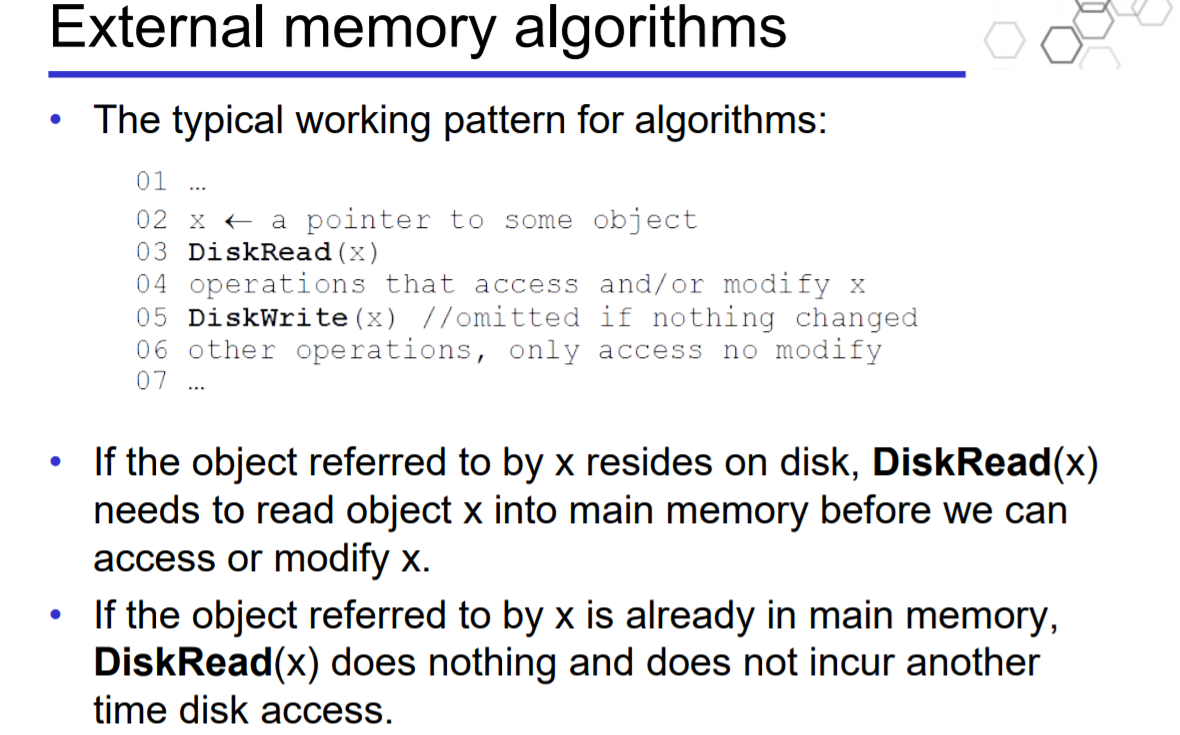 External memory algorithms
• The typical working pattern for algorithms:
01 …
02 x ← a pointer to some object
03 DiskRead(x)
04 operations that access and/or modify x
05 DiskWrite(x) //omitted if nothing changed
06 other operations, only access no modify
07 …
• If the object referred to by x resides on disk, DiskRead(x)
needs to read object x into main memory before we can
access or modify x.
• If the object referred to by x is already in main memory,
DiskRead(x) does nothing and does not incur another
time disk access.